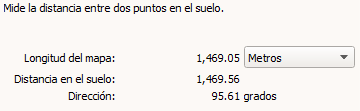 Mide la distancia entre dos puntos en el suelo.
Longitud del mapa: 1,469.05 Metros
Distancia en el suelo: 1,469.56
Dirección: 95.61 grados